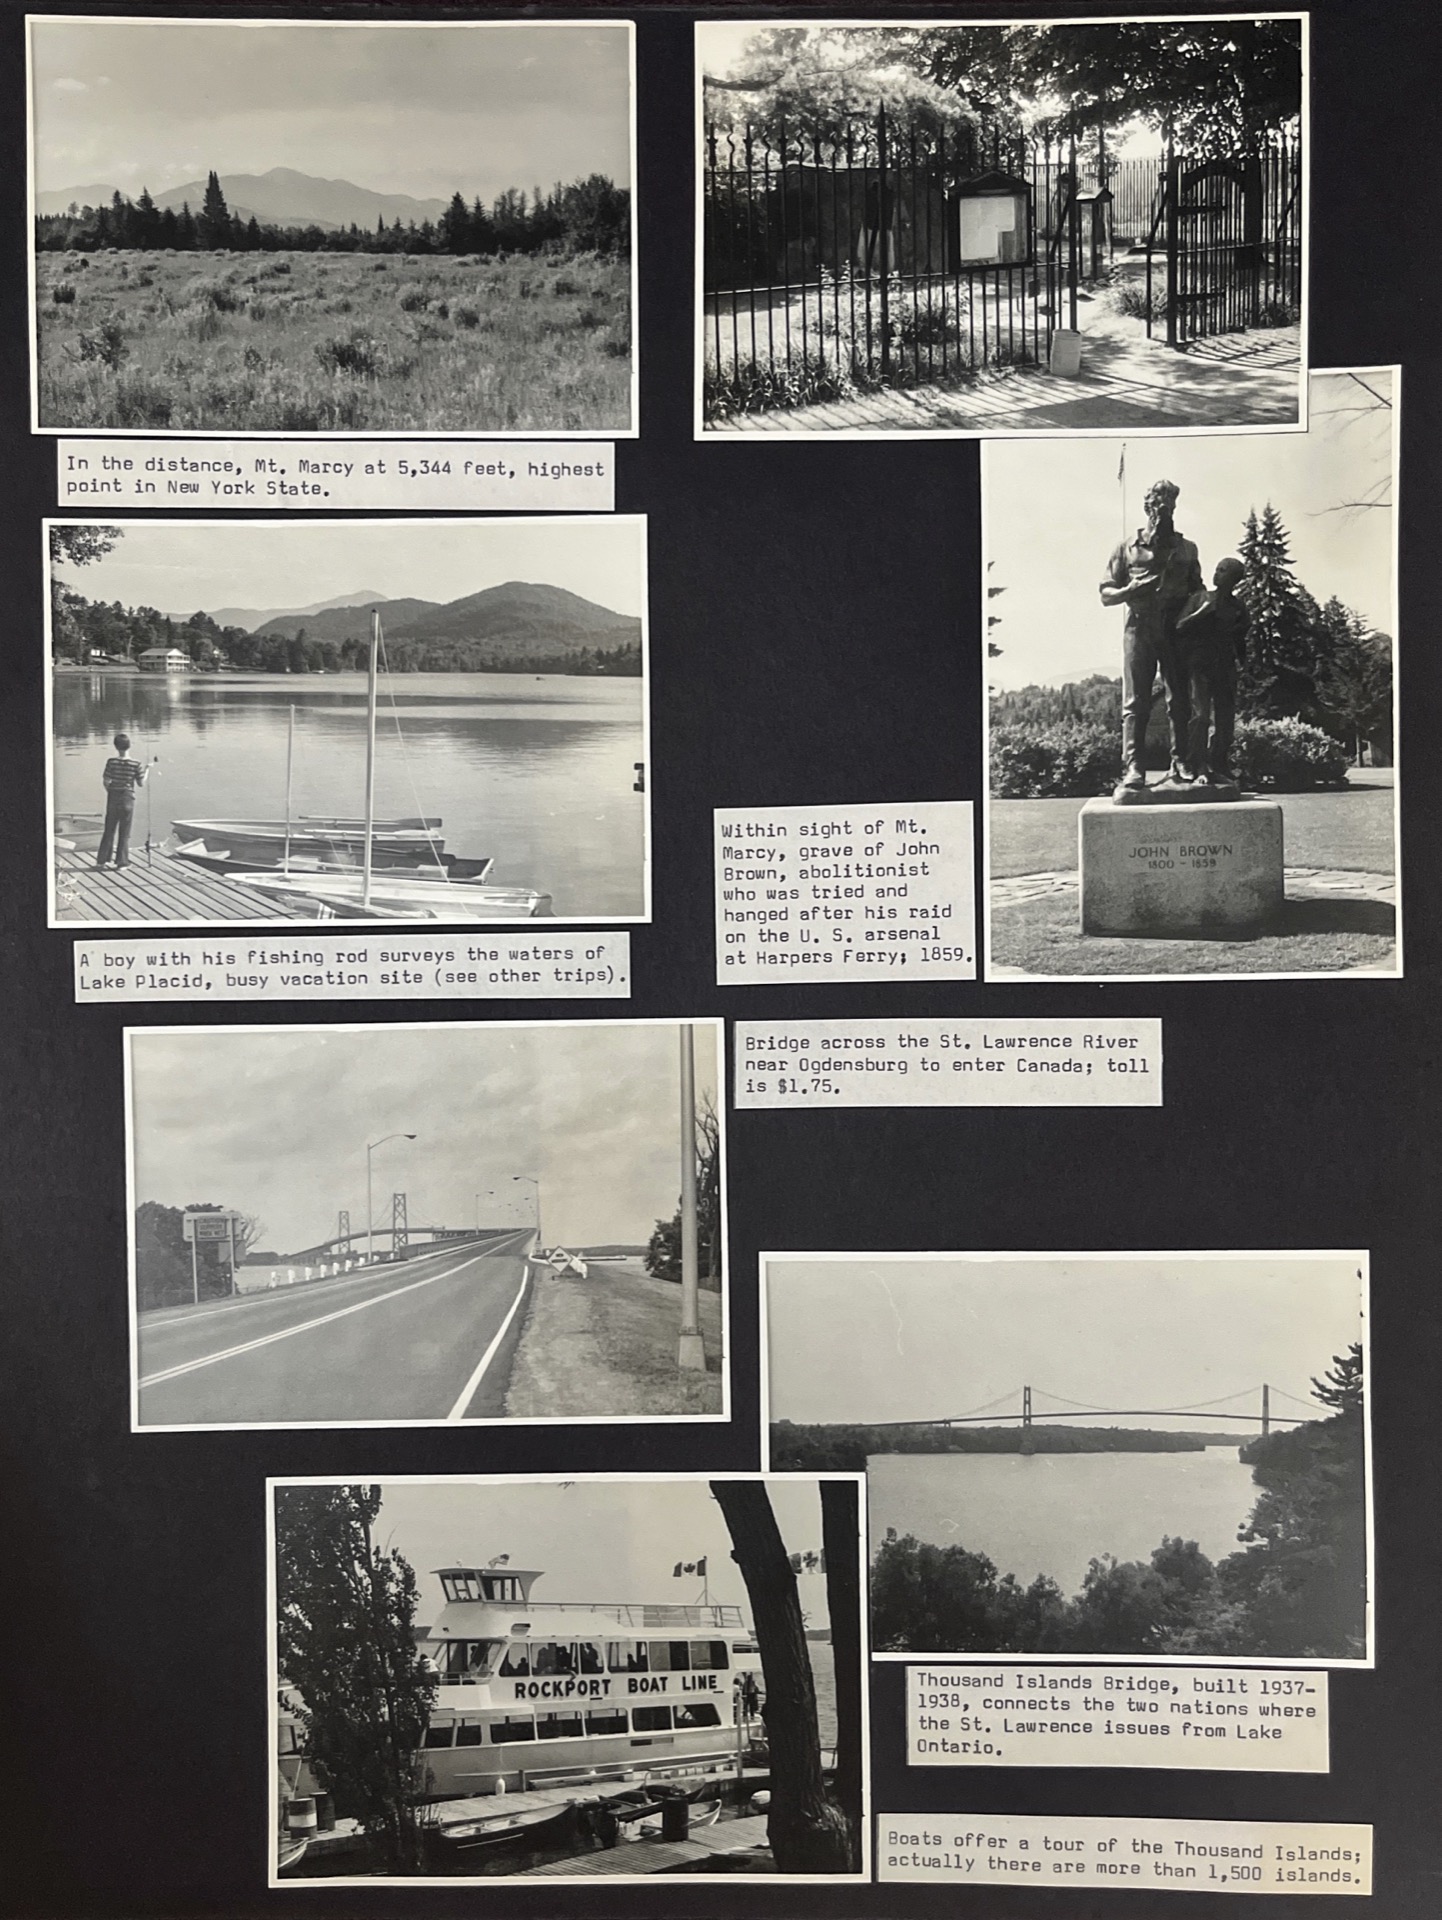 In the distance, Mt. Marcy at 5,344 feet, highest
point in New York State.
A boy with his fishing rod surveys the waters of
Lake Placid, busy vacation site (see other trips).
Within sight of Mt.
Marcy, grave of John
Brown, abolitionist
who was tried and
hanged after his raid
on the U. S. arsenal
at Harpers Ferry; 1859.
JOHN BROWN
1800 - 1859
Bridge across the St. Lawrence River
near Ogdensburg to enter Canada; toll
is $1.75.
Thousand Islands Bridge, built 1937-
1938, connects the two nations where
the St. Lawrence issues from Lake
Ontario.
ROCKPORT BOAT LINE
Boats offer a tour of the Thousand Islands;
actually there are more than 1,500 islands.